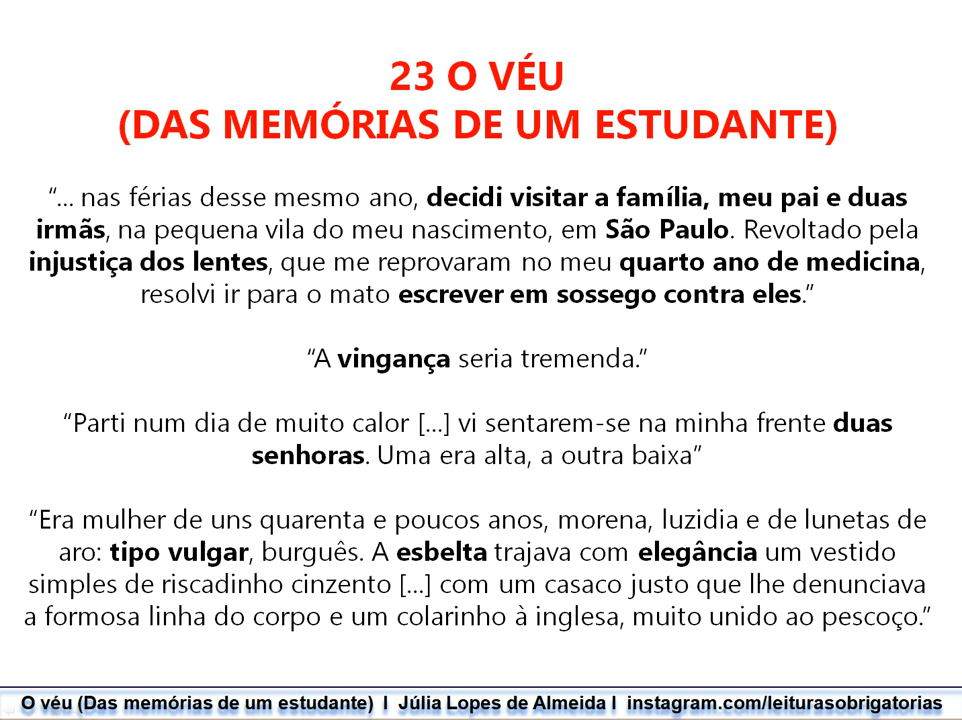 23 O VÉU
(DAS MEMÓRIAS DE UM ESTUDANTE)
“... nas férias desse mesmo ano, decidi visitar a família, meu pai e duas
irmãs, na pequena vila do meu nascimento, em São Paulo. Revoltado pela
injustiça dos lentes, que me reprovaram no meu quarto ano de medicina,
resolvi ir para o mato escrever em sossego contra eles.”
“A vingança seria tremenda.”
“Parti num dia de muito calor [...] vi sentarem-se na minha frente duas
senhoras. Uma era alta, a outra baixa”
“Era mulher de uns quarenta e poucos anos, morena, luzidia e de lunetas de
aro: tipo vulgar, burguês. A esbelta trajava com elegância um vestido
simples de riscadinho cinzento [...] com um casaco justo que lhe denunciava
a formosa linha do corpo e um colarinho à inglesa, muito unido ao pescoço.”
O véu (Das memórias de um estudante) I Júlia Lopes de Almeida I instagram.com/leiturasobrigatorias